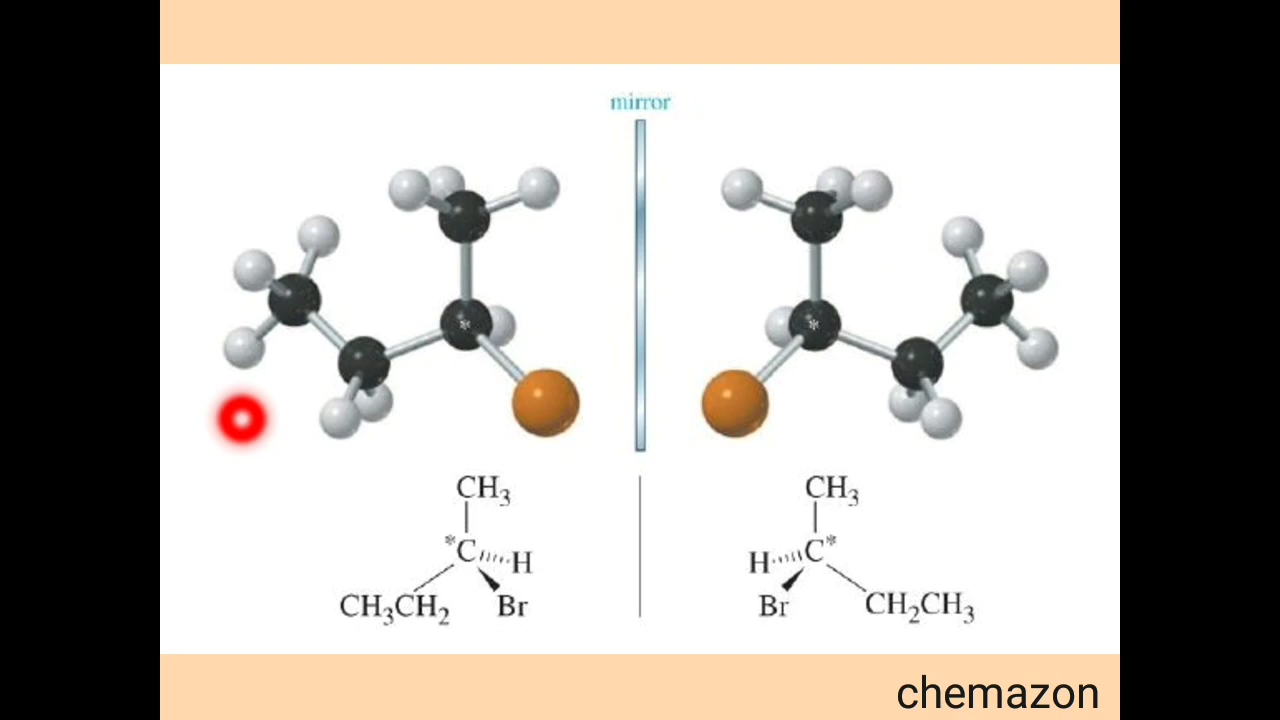 mirror
*
*
CH₃
CH₃
*C H
H C*
CH₃CH₂ Br
Br CH₂CH₃
chemazon